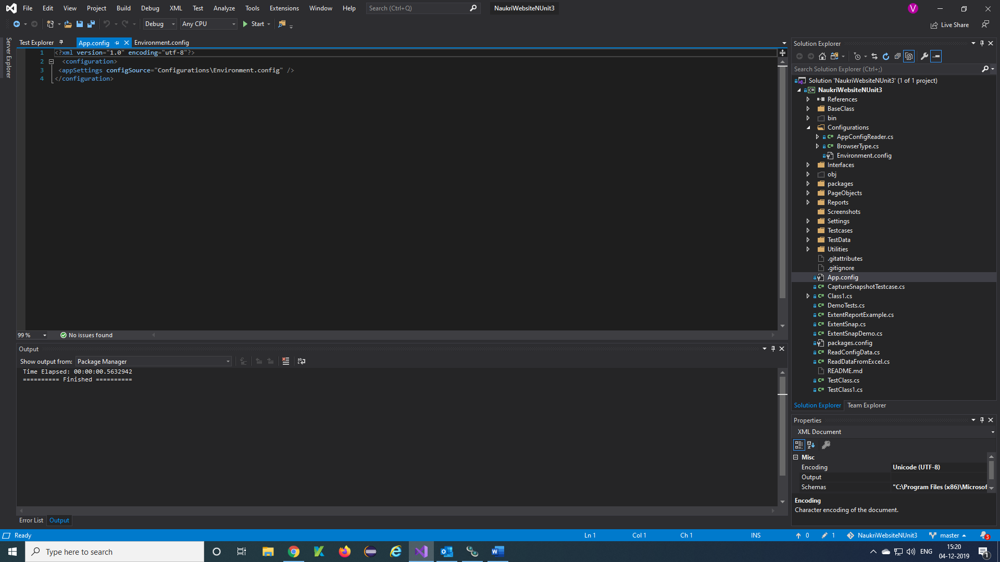 File Edit View Project Build Debug XML Test Analyze Tools Extensions Window Help Search (Ctrl+Q) NaukriWebsiteNUnit3 V
Debug Any CPU Start Live Share
Server Explorer
Test Explorer App.config Environment.config
1 <?xml version="1.0" encoding="utf-8"?>
2 <configuration>
3 <appSettings configSource="Configurations\Environment.config" />
4 </configuration>
99 % No issues found
Output
Show output from: Package Manager
Time Elapsed: 00:00:00.5632942
========== Finished ==========
Error List Output
Solution Explorer
Search Solution Explorer (Ctrl+;)
Solution 'NaukriWebsiteNUnit3' (1 of 1 project)
C# NaukriWebsiteNUnit3
References
BaseClass
bin
Configurations
C# AppConfigReader.cs
C# BrowserType.cs
Environment.config
Interfaces
obj
packages
PageObjects
Reports
Screenshots
Settings
Testcases
TestData
Utilities
.gitattributes
.gitignore
App.config
C# CaptureSnapshotTestcase.cs
C# Class1.cs
C# DemoTests.cs
C# ExtentReportExample.cs
C# ExtentSnap.cs
C# ExtentSnapDemo.cs
packages.config
C# ReadConfigData.cs
C# ReadDataFromExcel.cs
README.md
C# TestClass.cs
C# TestClass1.cs
Solution Explorer Team Explorer
Properties
XML Document
Misc
Encoding Unicode (UTF-8)
Output
Schemas "C:\Program Files (x86)\Microsof
Encoding
Character encoding of the document.
Ready Ln 1 Col 1 Ch 1 INS 0 1 NaukriWebsiteNUnit3 master 3
Type here to search ENG 15:20
04-12-2019 1